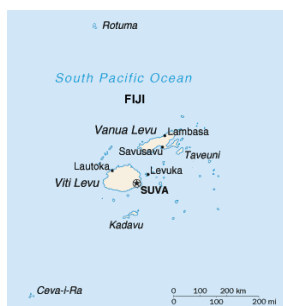 Rotuma
South Pacific Ocean
FIJI
Vanua Levu
Lambasa
Savusavu
Taveuni
Lautoka
Levuka
Viti Levu
SUVA
Kadavu
Ceva-i-Ra
0 100 200 km
0 100 200 mi